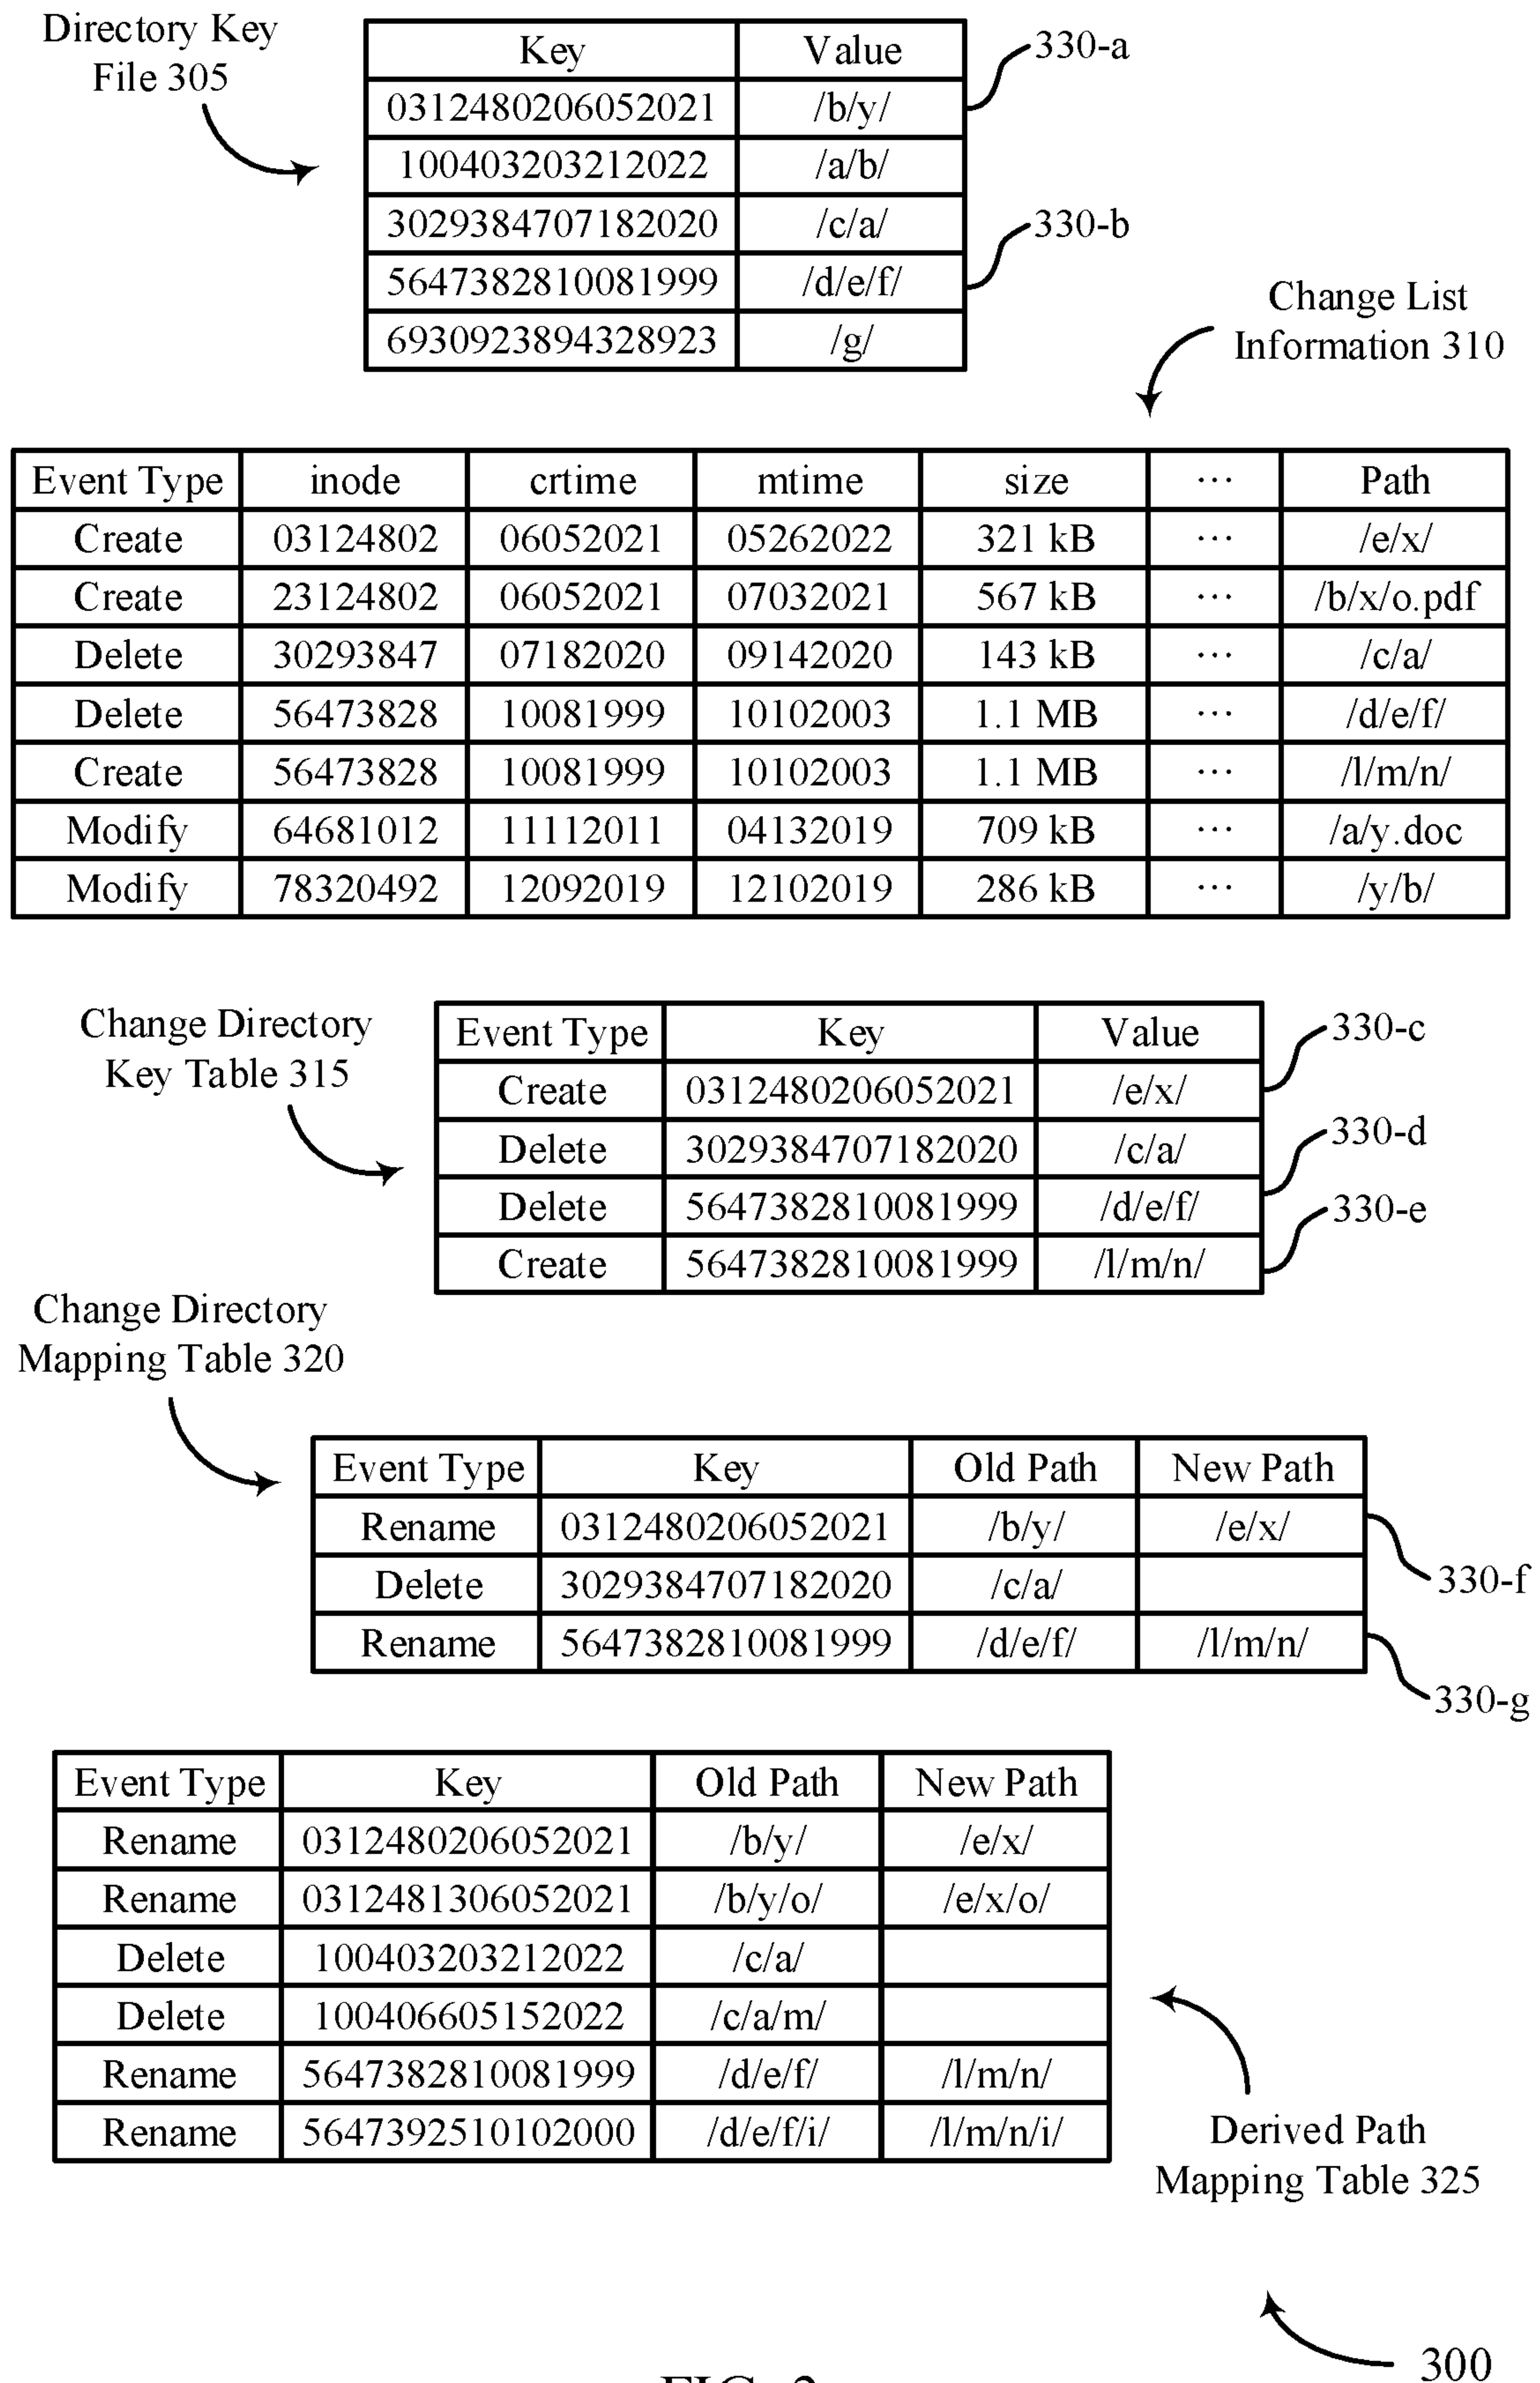 Directory Key
File 305
Key Value
0312480206052021 /b/y/
100403203212022 /a/b/
3029384707182020 /c/a/
5647382810081999 /d/e/f/
6930923894328923 /g/
330-a
330-b
Change List
Information 310
Event Type inode crtime mtime size ... Path
Create 03124802 06052021 05262022 321 kB ... /e/x/
Create 23124802 06052021 07032021 567 kB ... /b/x/o.pdf
Delete 30293847 07182020 09142020 143 kB ... /c/a/
Delete 56473828 10081999 10102003 1.1 MB ... /d/e/f/
Create 56473828 10081999 10102003 1.1 MB ... /l/m/n/
Modify 64681012 11112011 04132019 709 kB ... /a/y.doc
Modify 78320492 12092019 12102019 286 kB ... /y/b/
Change Directory
Key Table 315
Event Type Key Value
Create 0312480206052021 /e/x/
Delete 3029384707182020 /c/a/
Delete 5647382810081999 /d/e/f/
Create 5647382810081999 /l/m/n/
330-c
330-d
330-e
Change Directory
Mapping Table 320
Event Type Key Old Path New Path
Rename 0312480206052021 /b/y/ /e/x/
Delete 3029384707182020 /c/a/
Rename 5647382810081999 /d/e/f/ /l/m/n/
330-f
330-g
Event Type Key Old Path New Path
Rename 0312480206052021 /b/y/ /e/x/
Rename 0312481306052021 /b/y/o/ /e/x/o/
Delete 100403203212022 /c/a/
Delete 100406605152022 /c/a/m/
Rename 5647382810081999 /d/e/f/ /l/m/n/
Rename 5647392510102000 /d/e/f/i/ /l/m/n/i/
Derived Path
Mapping Table 325
300